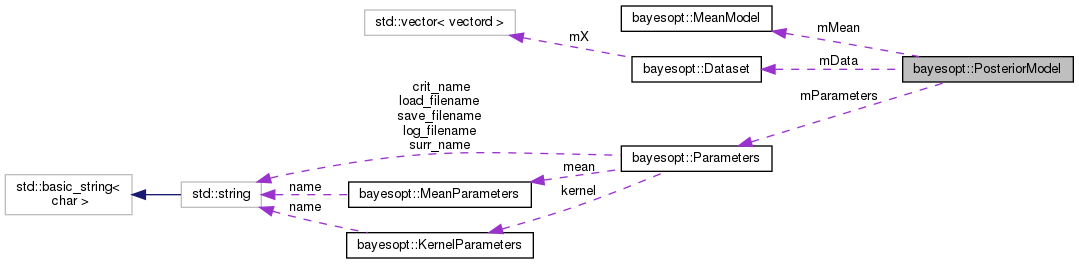 std::vector< vectord >
mX
bayesopt::MeanModel
mMean
bayesopt::Dataset
mData
bayesopt::PosteriorModel
mParameters
crit_name
load_filename
save_filename
log_filename
surr_name
bayesopt::Parameters
mean
kernel
std::basic_string<
char >
std::string
name
bayesopt::MeanParameters
name
bayesopt::KernelParameters